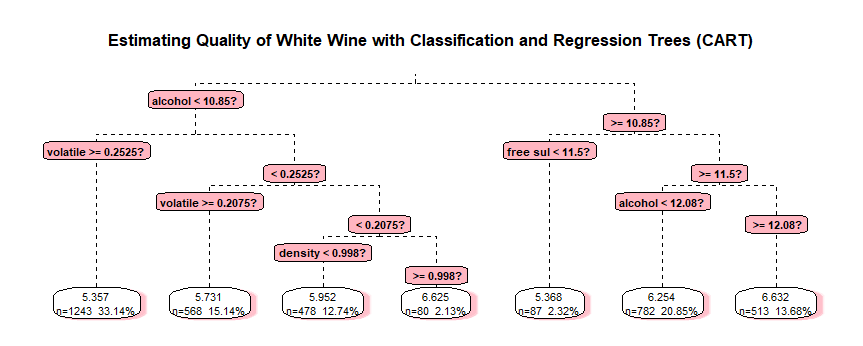 Estimating Quality of White Wine with Classification and Regression Trees (CART)
alcohol < 10.85?
>= 10.85?
volatile >= 0.2525?
free sul < 11.5?
< 0.2525?
>= 11.5?
volatile >= 0.2075?
alcohol < 12.08?
< 0.2075?
>= 12.08?
density < 0.998?
>= 0.998?
5.357
n=1243 33.14%
5.731
n=568 15.14%
5.952
n=478 12.74%
6.625
n=80 2.13%
5.368
n=87 2.32%
6.254
n=782 20.85%
6.632
n=513 13.68%